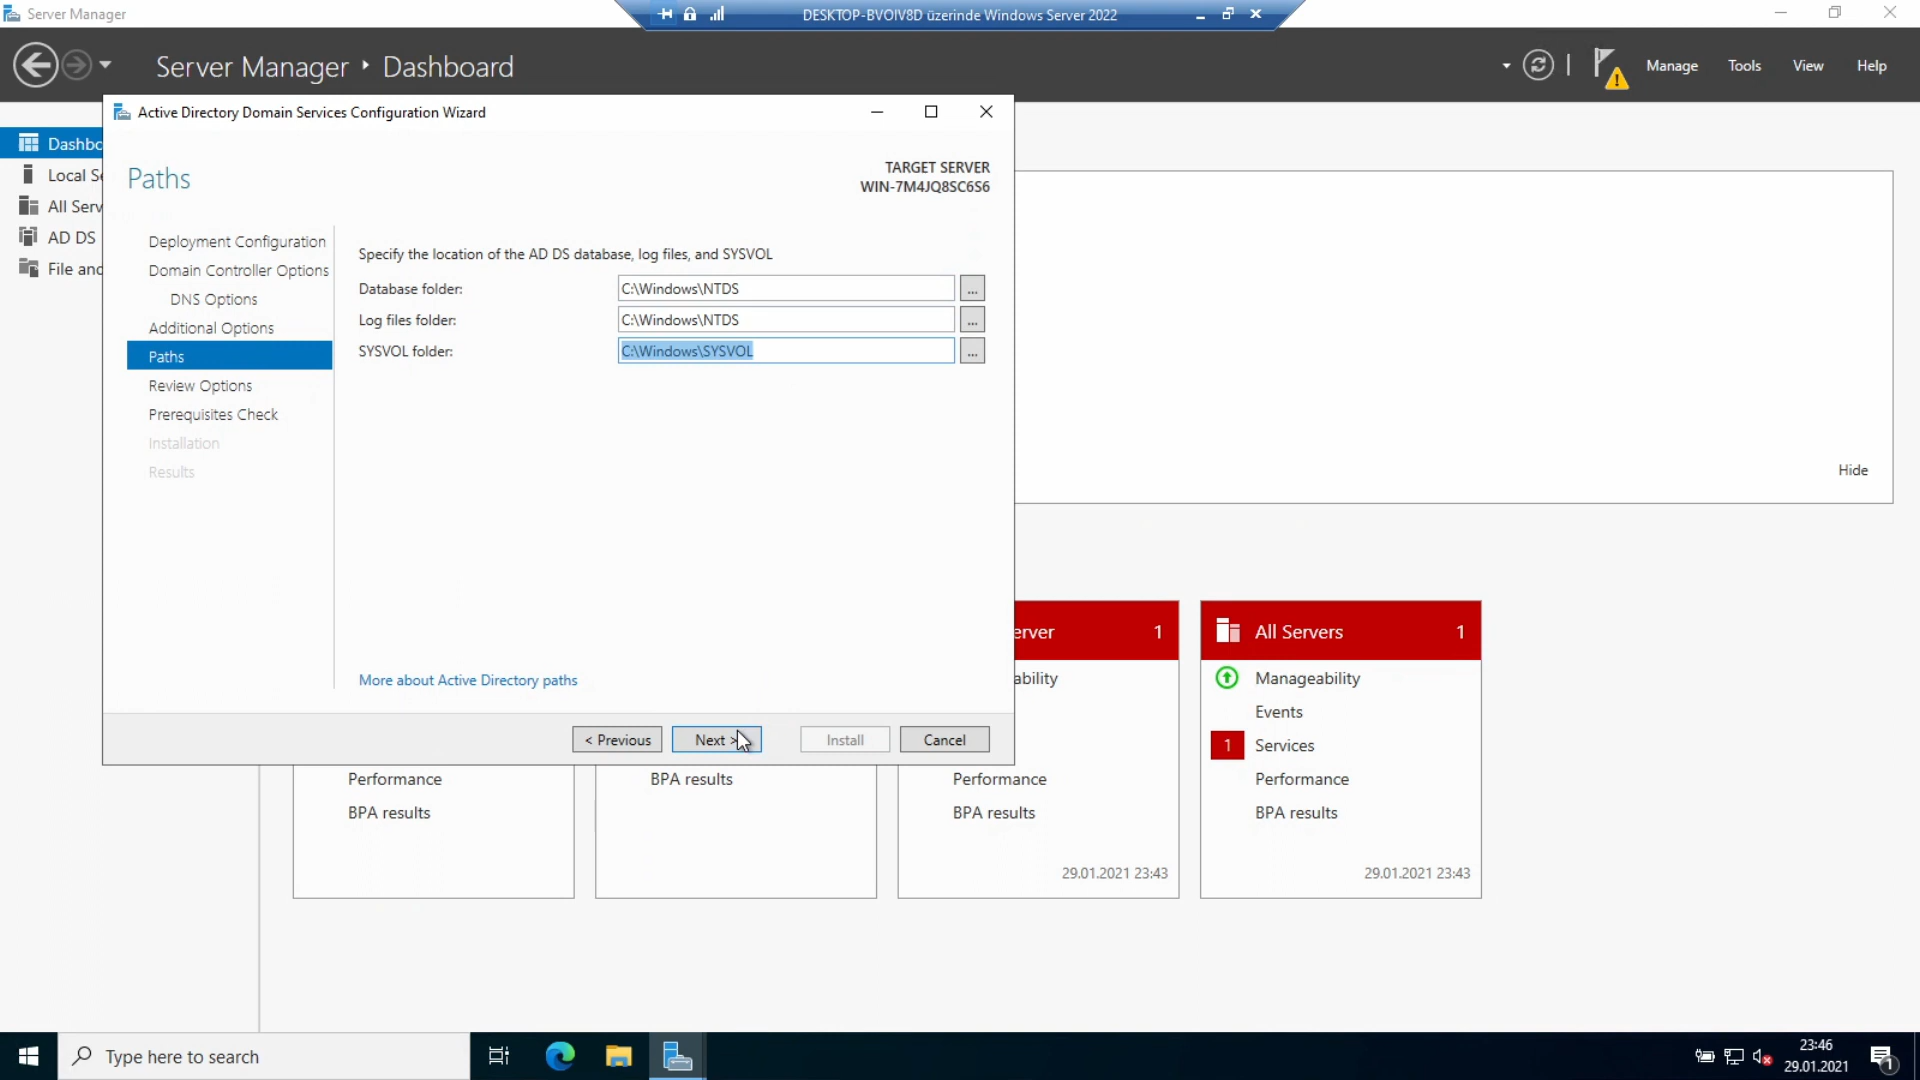 Server Manager
DESKTOP-BVOIV8D üzerinde Windows Server 2022
Server Manager
Dashboard
Manage
Tools
View
Help
Dashbo
Local Se
All Serv
AD DS
File and
Active Directory Domain Services Configuration Wizard
Paths
TARGET SERVER
WIN-7M4JQ8SC6S6
Deployment Configuration
Domain Controller Options
DNS Options
Additional Options
Paths
Review Options
Prerequisites Check
Installation
Results
Specify the location of the AD DS database, log files, and SYSVOL
Database folder:
C:\Windows\NTDS
...
Log files folder:
C:\Windows\NTDS
...
SYSVOL folder:
C:\Windows\SYSVOL
...
More about Active Directory paths
< Previous
Next >
Install
Cancel
Hide
Performance
BPA results
BPA results
erver
1
ability
Performance
BPA results
29.01.2021 23:43
All Servers
1
Manageability
Events
1
Services
Performance
BPA results
29.01.2021 23:43
Type here to search
23:46
29.01.2021
1